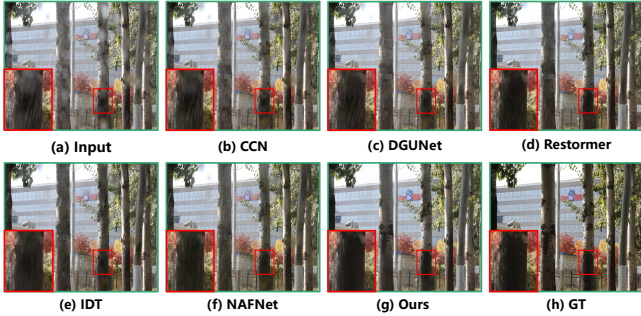 (a) Input (b) CCN (c) DGUNet (d) Restormer
(e) IDT (f) NAFNet (g) Ours (h) GT